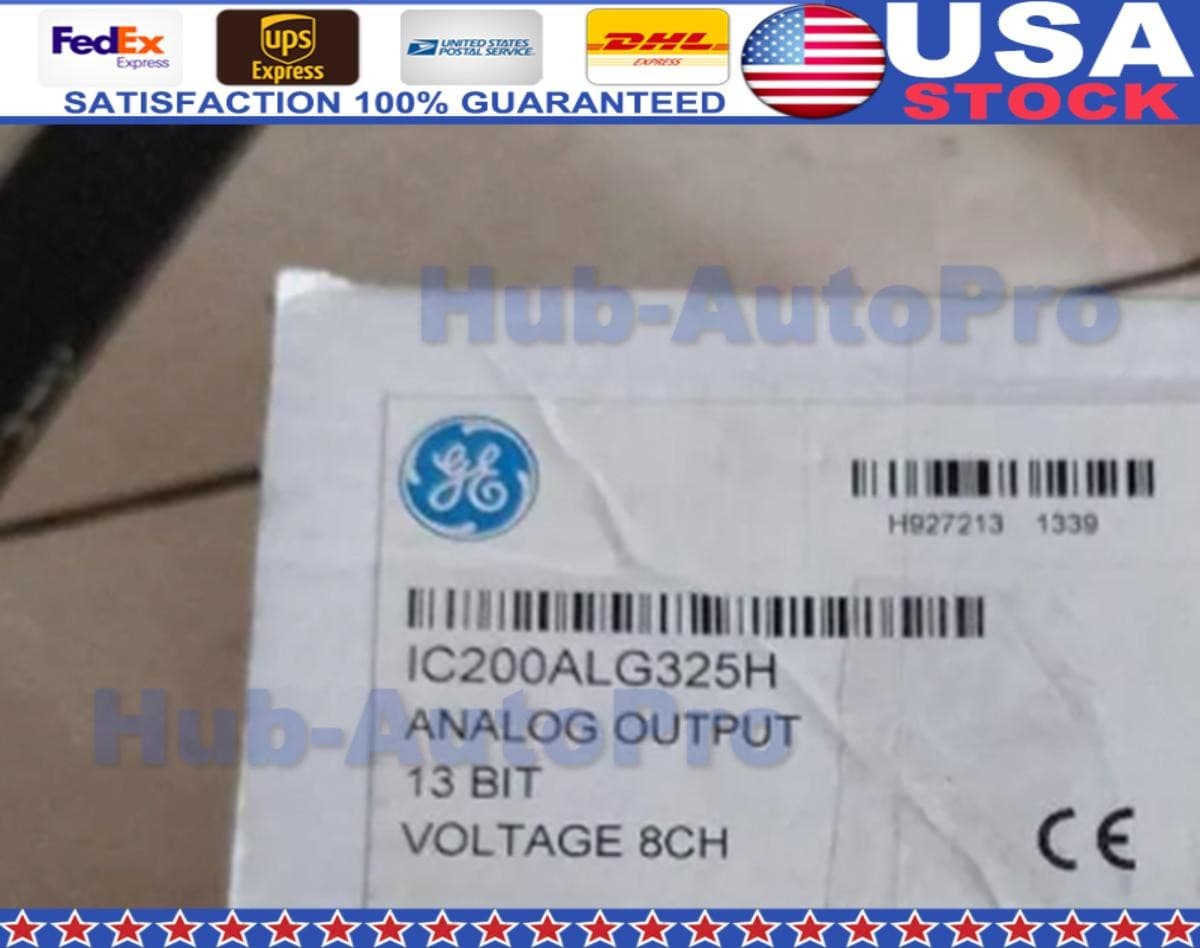 FedEx
Express
ups
Express
UNITED STATES
POSTAL SERVICE
DHL
EXPRESS
SATISFACTION 100% GUARANTEED
USA
STOCK
Hub-AutoPro
GE
H927213 1339
IC200ALG325H
Hub-AutoPro
ANALOG OUTPUT
13 BIT
VOLTAGE 8CH
CE